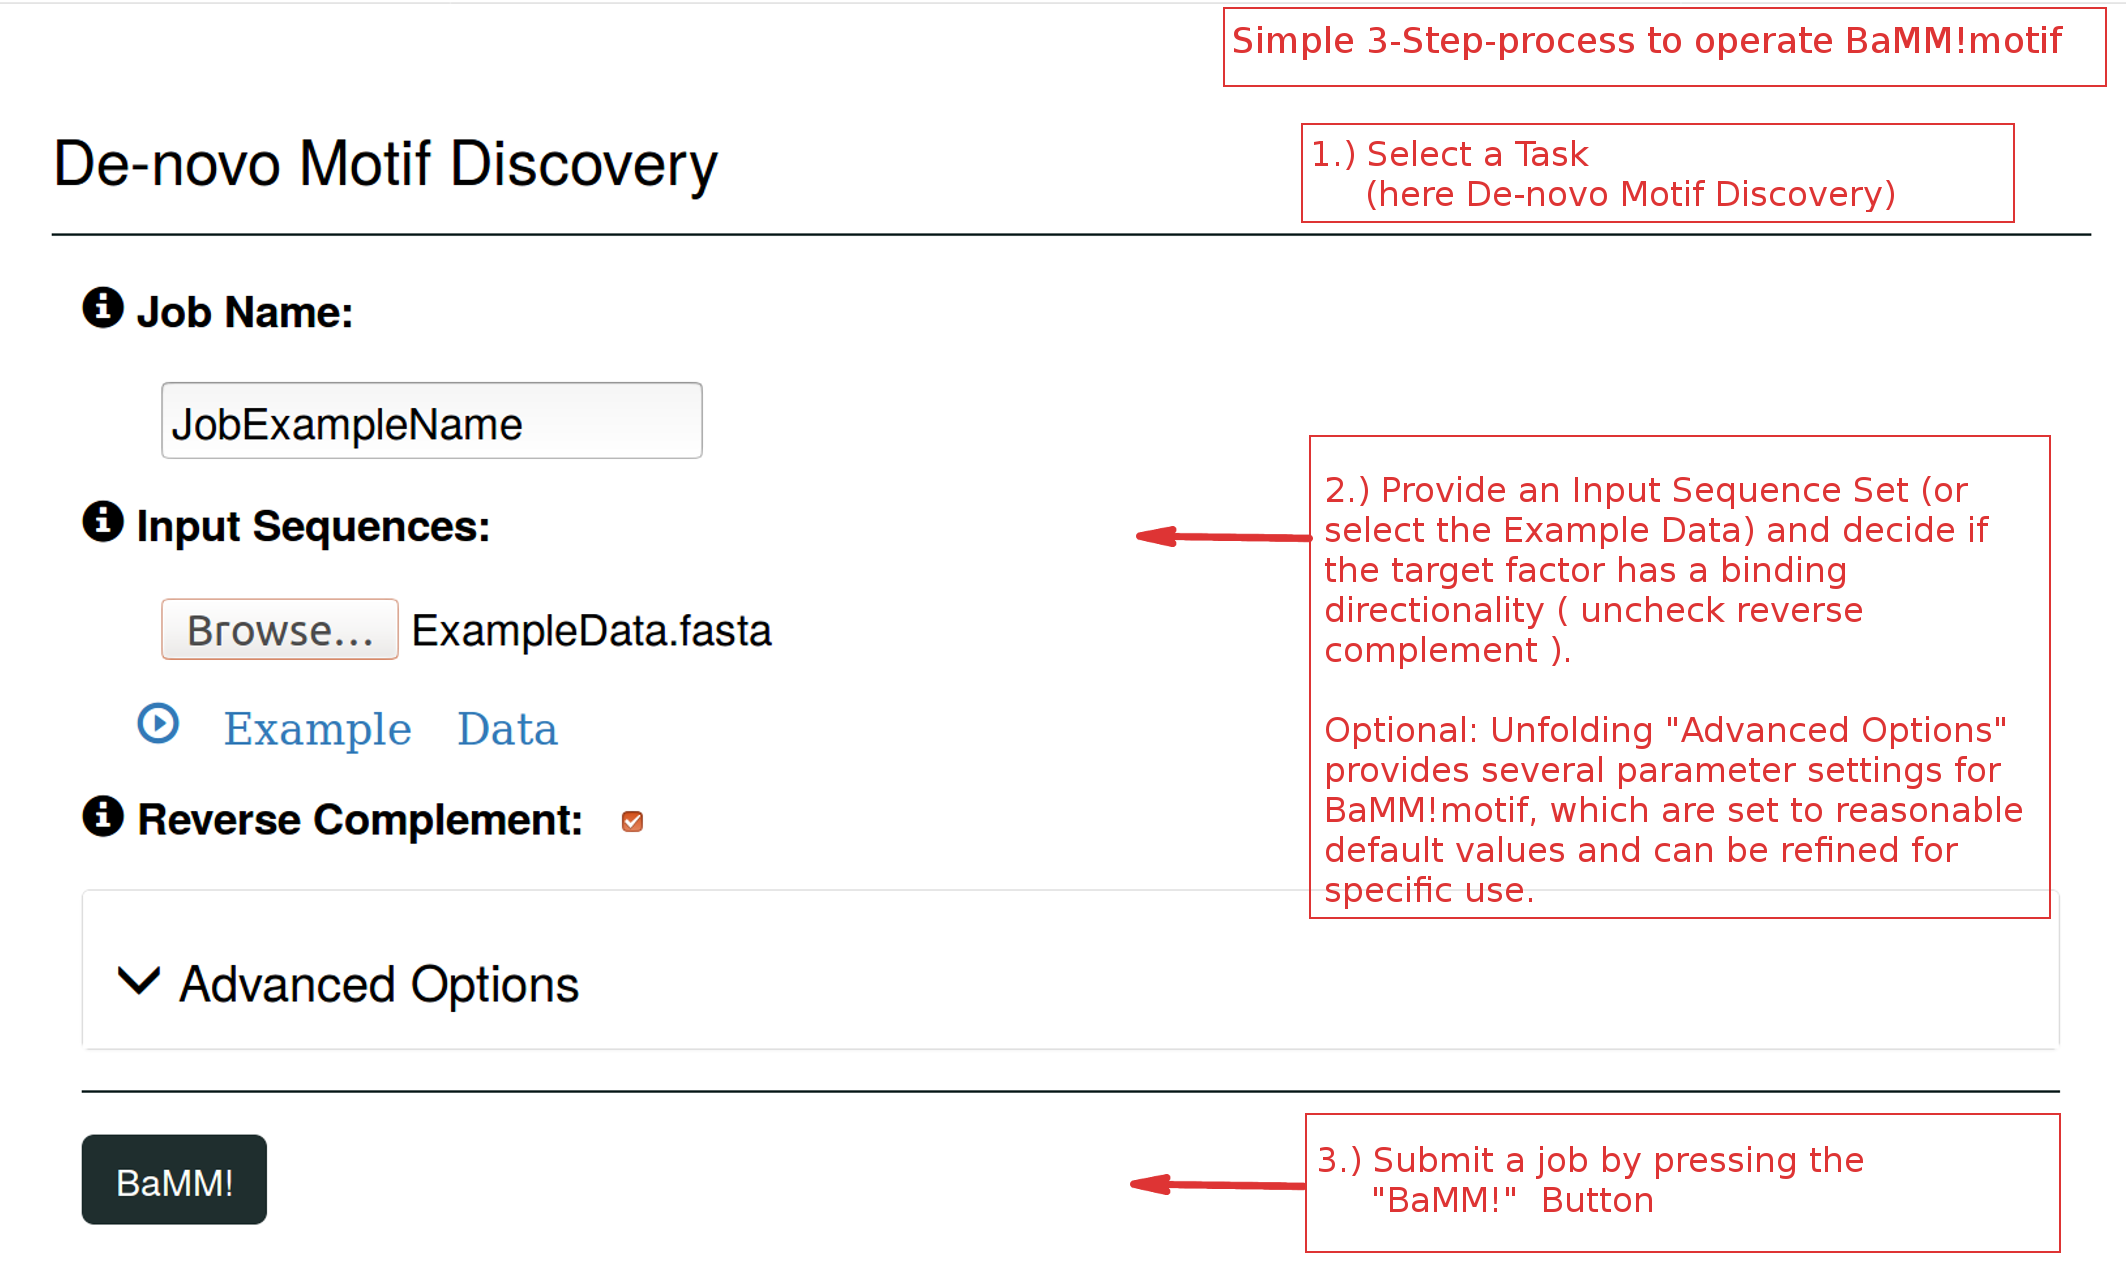 Simple 3-Step-process to operate BaMM!motif
De-novo Motif Discovery
1.) Select a Task
(here De-novo Motif Discovery)
Job Name:
JobExampleName
Input Sequences:
Browse... ExampleData.fasta
Example Data
Reverse Complement:
2.) Provide an Input Sequence Set (or
select the Example Data) and decide if
the target factor has a binding
directionality ( uncheck reverse
complement ).
Optional: Unfolding "Advanced Options"
provides several parameter settings for
BaMM!motif, which are set to reasonable
default values and can be refined for
specific use.
Advanced Options
BaMM!
3.) Submit a job by pressing the
"BaMM!" Button